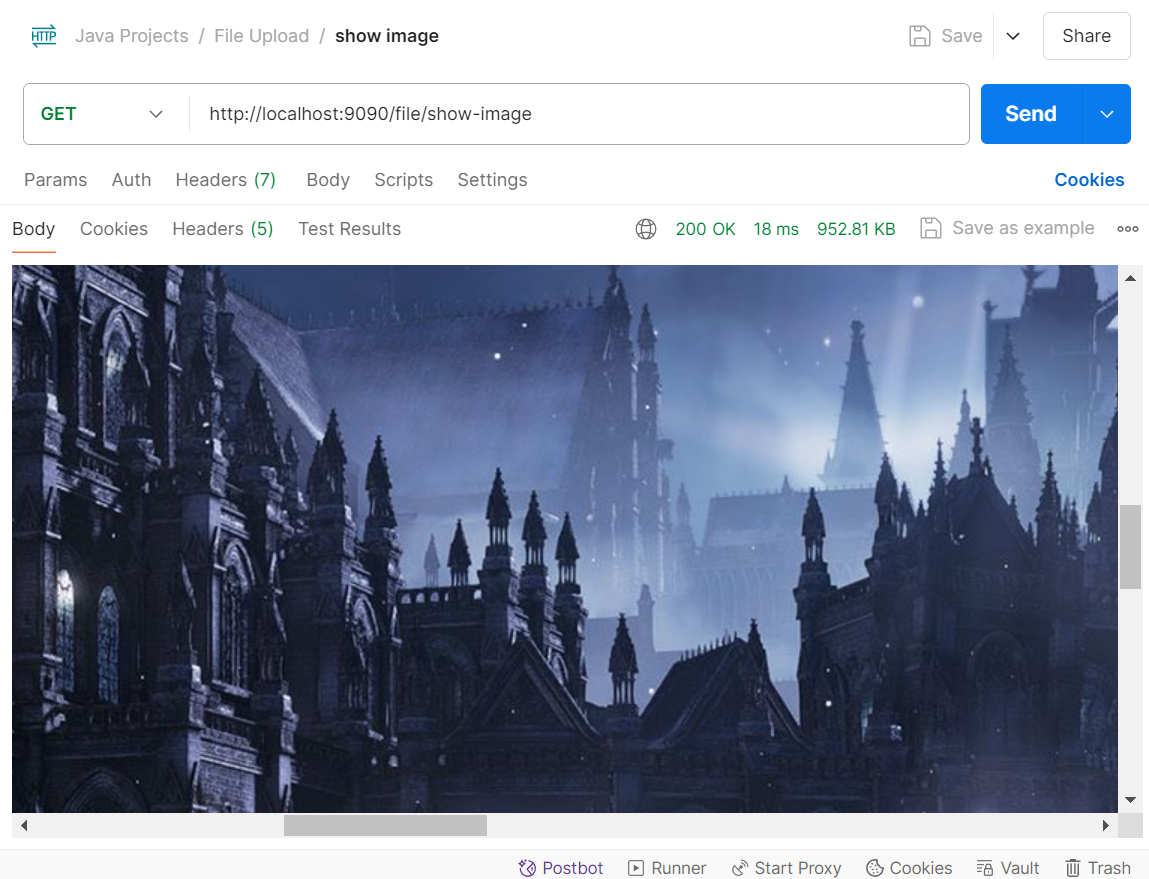 HTTP Java Projects / File Upload / show image Save Share
GET http://localhost:9090/file/show-image Send
Params Auth Headers (7) Body Scripts Settings Cookies
Body Cookies Headers (5) Test Results 200 OK 18 ms 952.81 KB Save as example
Postbot Runner Start Proxy Cookies Vault Trash